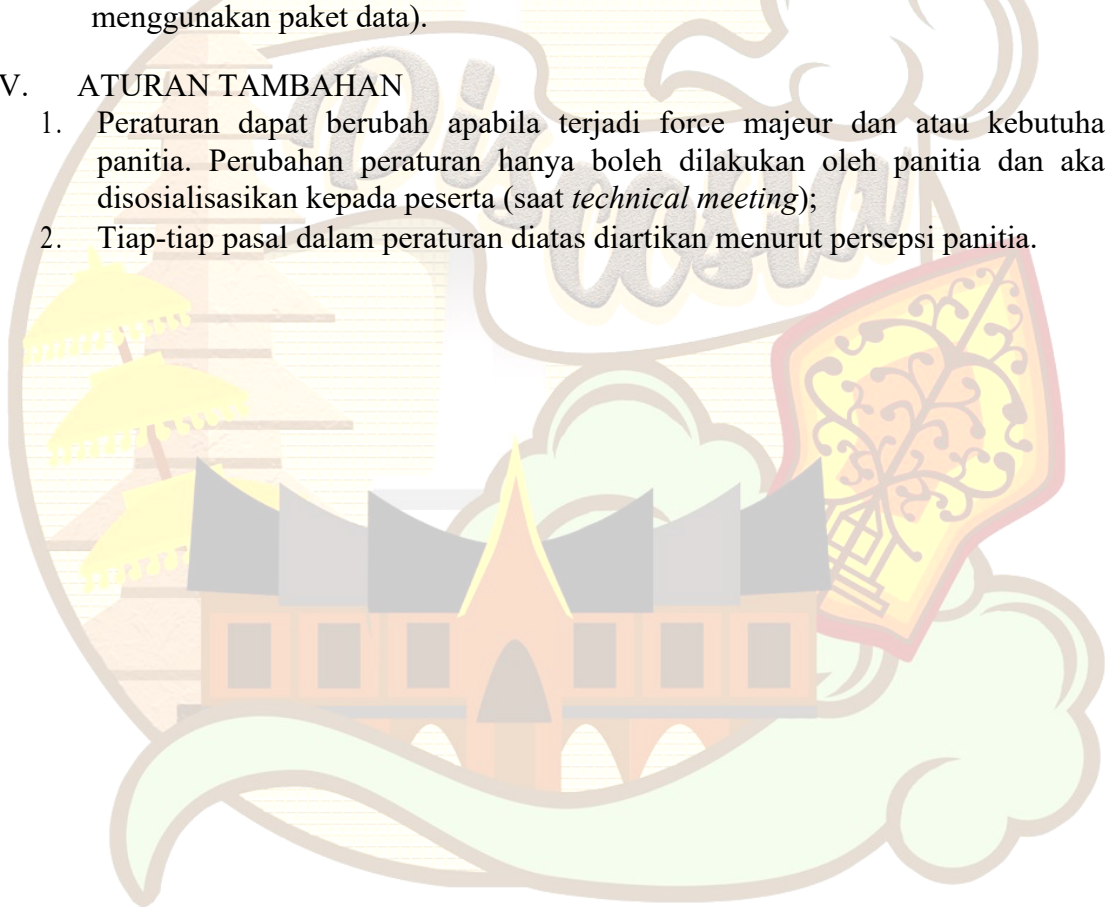 menggunakan paket data).
V. ATURAN TAMBAHAN
1. Peraturan dapat berubah apabila terjadi force majeur dan atau kebutuha
panitia. Perubahan peraturan hanya boleh dilakukan oleh panitia dan aka
disosialisasikan kepada peserta (saat technical meeting);
2. Tiap-tiap pasal dalam peraturan diatas diartikan menurut persepsi panitia.